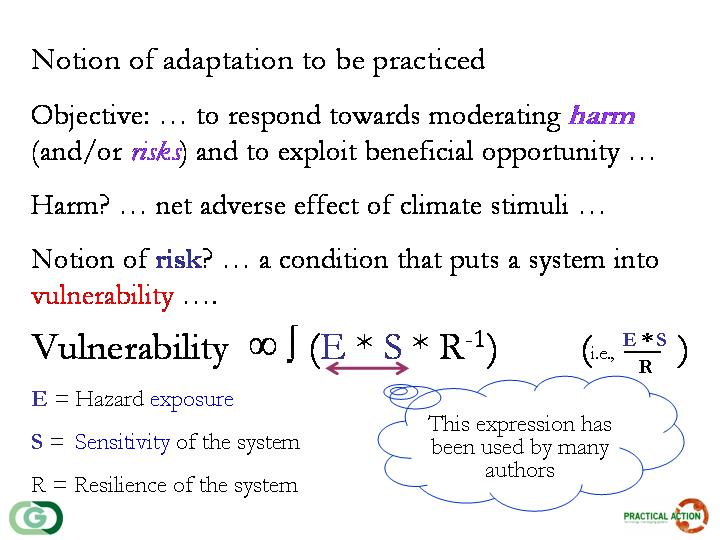 Notion of adaptation to be practiced
Objective: … to respond towards moderating harm
(and/or risks) and to exploit beneficial opportunity …
Harm? … net adverse effect of climate stimuli …
Notion of risk? … a condition that puts a system into
vulnerability ….
Vulnerability ∞ ∫ (E * S * R-1) (i.e., E * S / R)
E = Hazard exposure
S = Sensitivity of the system
R = Resilience of the system
This expression has
been used by many
authors
PRACTICAL ACTION